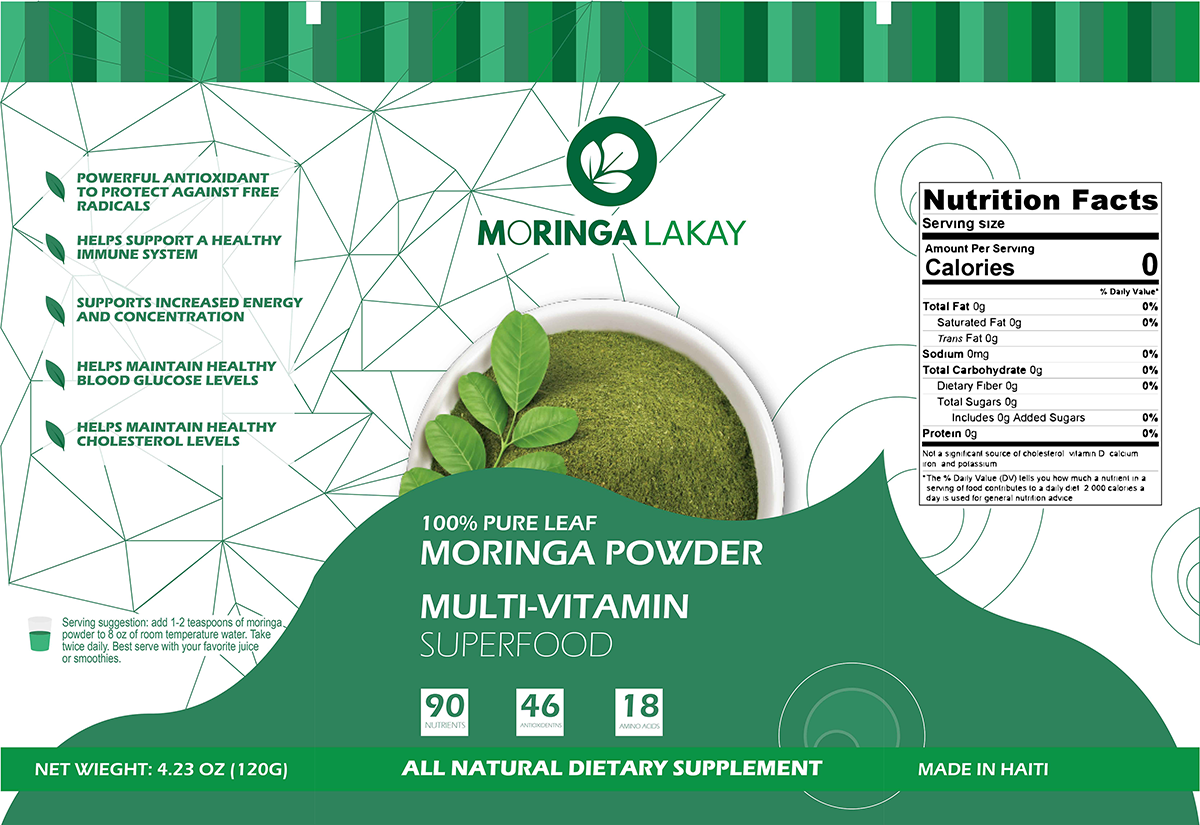 POWERFUL ANTIOXIDANT
TO PROTECT AGAINST FREE
RADICALS
HELPS SUPPORT A HEALTHY
IMMUNE SYSTEM
SUPPORTS INCREASED ENERGY
AND CONCENTRATION
HELPS MAINTAIN HEALTHY
BLOOD GLUCOSE LEVELS
HELPS MAINTAIN HEALTHY
CHOLESTEROL LEVELS
Serving suggestion: add 1-2 teaspoons of moringa
powder to 8 oz of room temperature water. Take
twice daily. Best serve with your favorite juice
or smoothies.
MORINGA LAKAY
100% PURE LEAF
MORINGA POWDER
MULTI-VITAMIN
SUPERFOOD
90 46 18
NUTRIENTS ANTIOXIDENTNS AMINO ACIDS
Nutrition Facts
Serving size
Amount Per Serving
Calories 0
% Daily Value*
Total Fat 0g 0%
Saturated Fat 0g 0%
Trans Fat 0g
Sodium 0mg 0%
Total Carbohydrate 0g 0%
Dietary Fiber 0g 0%
Total Sugars 0g
Includes 0g Added Sugars 0%
Protein 0g 0%
Not a significant source of cholesterol vitamin D calcium
iron and potassium
*The % Daily Value (DV) tells you how much a nutrient in a
serving of food contributes to a daily diet 2 000 calories a
day is used for general nutrition advice
NET WIEGHT: 4.23 OZ (120G) ALL NATURAL DIETARY SUPPLEMENT MADE IN HAITI